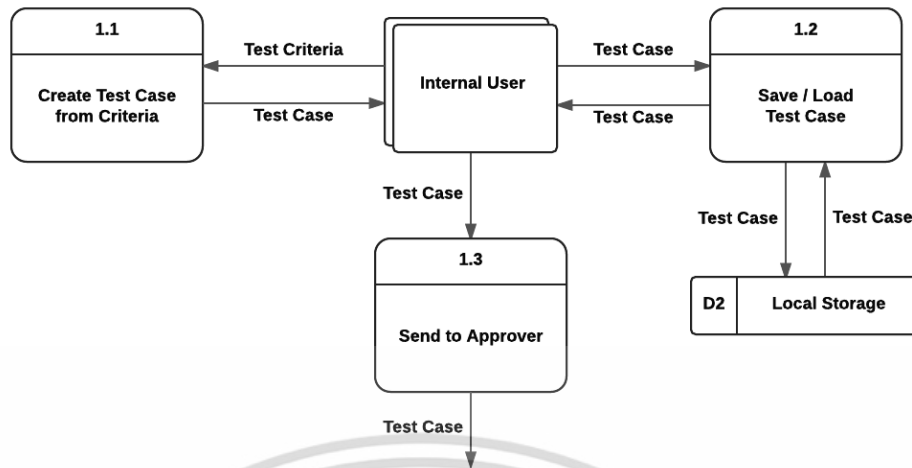 1.1
1.2
Test Criteria
Test Case
Internal User
Create Test Case
from Criteria
Save / Load
Test Case
Test Case
Test Case
Test Case
Test Case
Test Case
1.3
D2
Local Storage
Send to Approver
Test Case